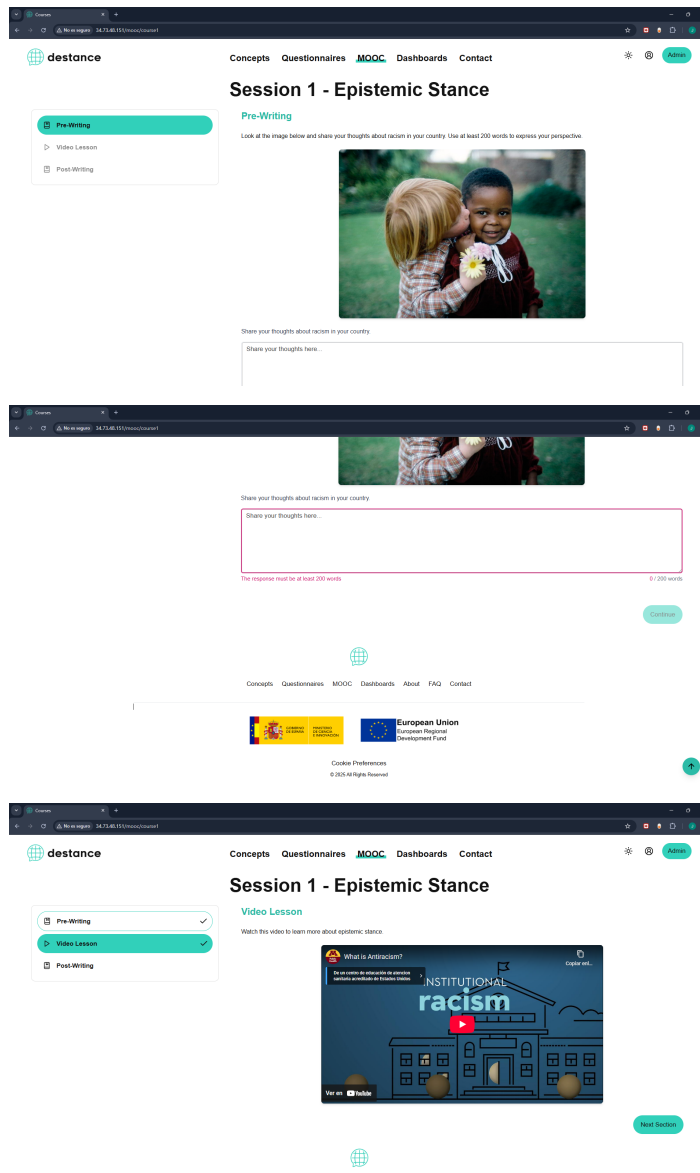 Courses
No es seguro 34.73.48.151/mooc/course1
destance
Concepts Questionnaires MOOC Dashboards Contact
Admin
Session 1 - Epistemic Stance
Pre-Writing
Video Lesson
Post-Writing
Pre-Writing
Look at the image below and share your thoughts about racism in your country. Use at least 200 words to express your perspective.
Share your thoughts about racism in your country.
Share your thoughts here...
Courses
No es seguro 34.73.48.151/mooc/course1
Share your thoughts about racism in your country.
Share your thoughts here...
The response must be at least 200 words
0 / 200 words
Continue
Concepts Questionnaires MOOC Dashboards About FAQ Contact
GOBIERNO DE ESPAÑA
MINISTERIO DE CIENCIA E INNOVACIÓN
European Union
European Regional
Development Fund
Cookie Preferences
© 2025 All Rights Reserved
Courses
No es seguro 34.73.48.151/mooc/course1
destance
Concepts Questionnaires MOOC Dashboards Contact
Admin
Session 1 - Epistemic Stance
Pre-Writing
Video Lesson
Post-Writing
Video Lesson
Watch this video to learn more about epistemic stance.
What is Antiracism?
Copiar enl...
De un centro de educación de atención
sanitaria acreditado de Estados Unidos
INSTITUTIONAL
racism
Ver en YouTube
Next Section